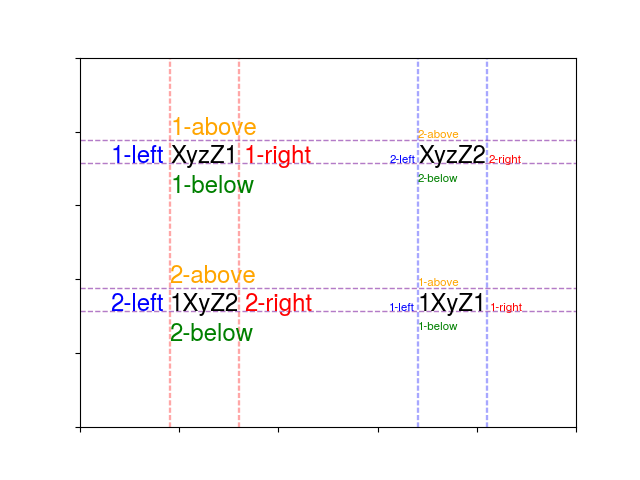 1-above
2-above
1-left XyzZ1 1-right
2-left XyzZ2 2-right
1-below
2-below
2-above
1-above
2-left 1XyZ2 2-right
1-left 1XyZ1 1-right
2-below
1-below